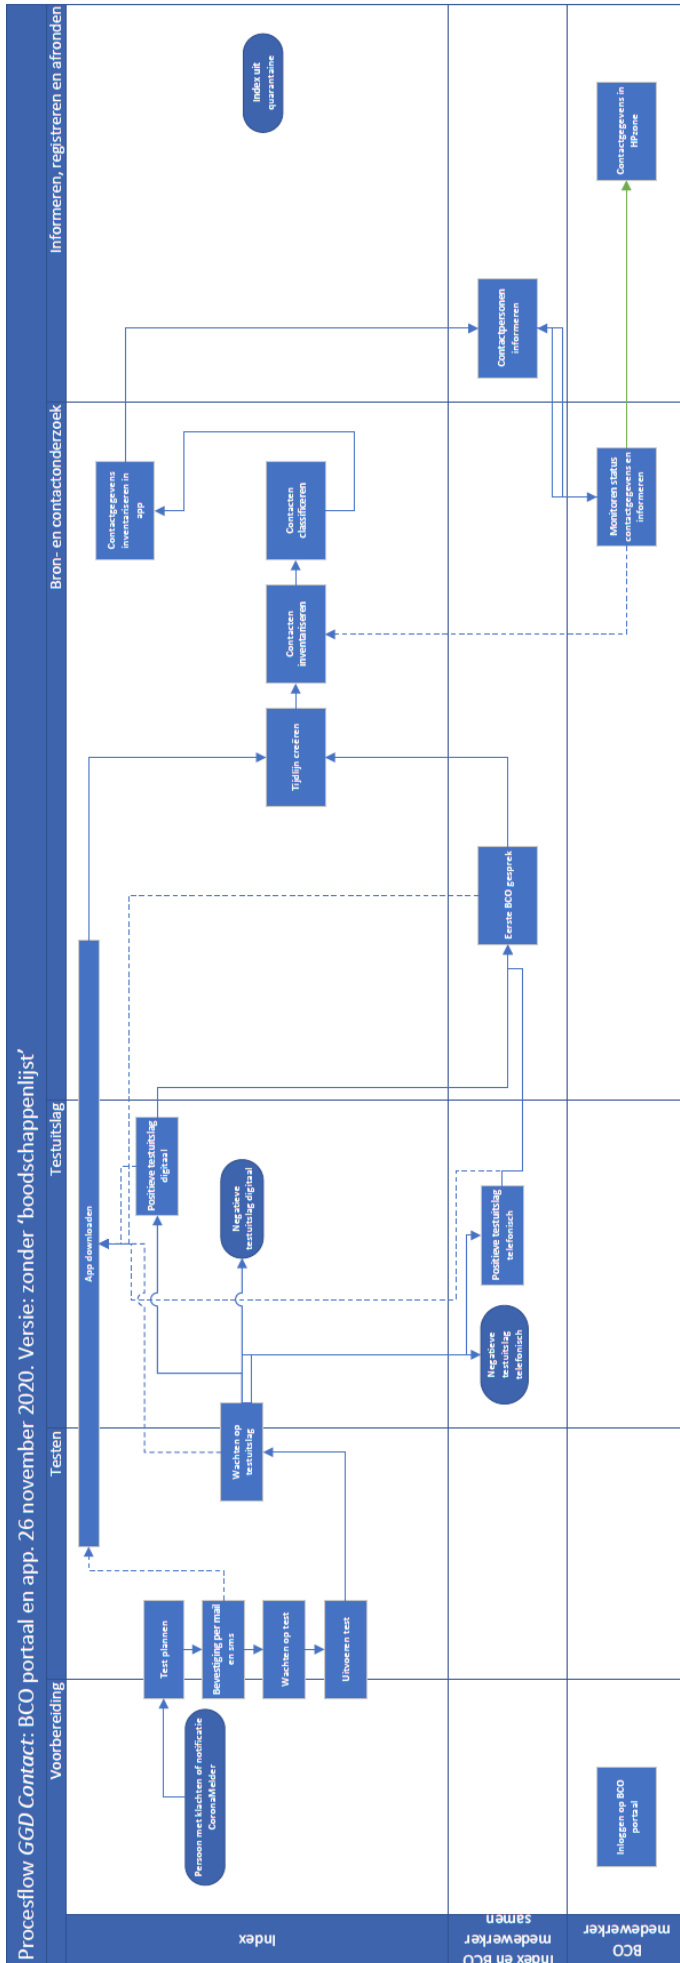 Procesflow GGD Contact: BCO portaal en app. 26 november 2020. Versie: zonder 'boodschappenlijst'
Voorbereiding
Testen
Testuitslag
Bron- en contactonderzoek
Informeren, registreren en afronden
Index
Persoon met klachten of notificatie
CoronaMelder
Test plannen
Bevestiging per mail
en sms
Wachten op test
Uitvoeren test
Wachten op
testuitslag
App downloaden
Positieve testuitslag
digitaal
Negatieve
testuitslag digitaal
Tijdlijn creëren
Contacten
inventariseren
Contacten
classificeren
Contactgegevens
inventariseren in
app
Index uit
quarantaine
Index en BCO
medewerker
samen
Negatieve
testuitslag
telefonisch
Positieve testuitslag
telefonisch
Eerste BCO gesprek
Contactpersonen
informeren
BCO
medewerker
Inloggen op BCO
portaal
Monitoren status
contactgegevens en
informeren
Contactgegevens in
HPzone